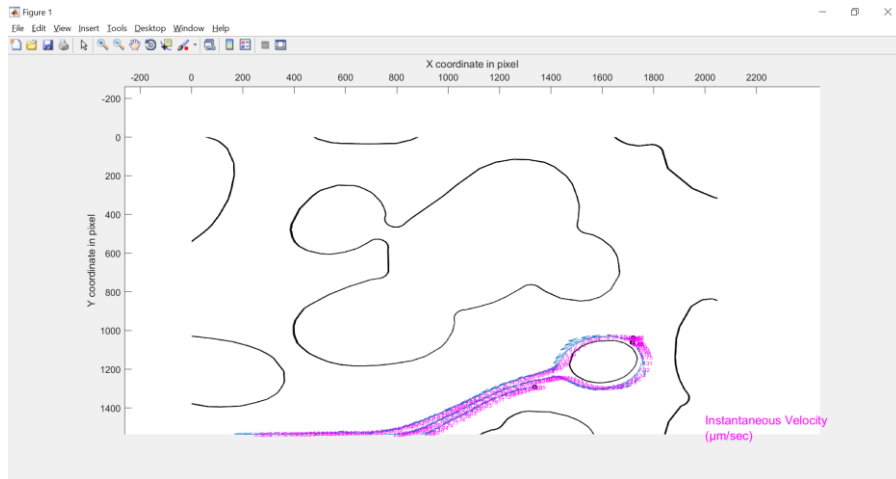 Figure 1
File Edit View Insert Tools Desktop Window Help
X coordinate in pixel
-200 0 200 400 600 800 1000 1200 1400 1600 1800 2000 2200
Y coordinate in pixel
-200
0
200
400
600
800
1000
1200
1400
Instantaneous Velocity
(μm/sec)